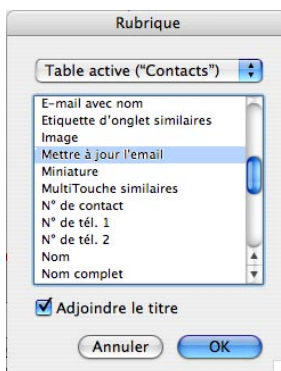 Rubrique
Table active (“Contacts”)
E-mail avec nom
Etiquette d'onglet similaires
Image
Mettre à jour l'email
Miniature
MultiTouche similaires
N° de contact
N° de tél. 1
N° de tél. 2
Nom
Nom complet
Adjoindre le titre
Annuler
OK